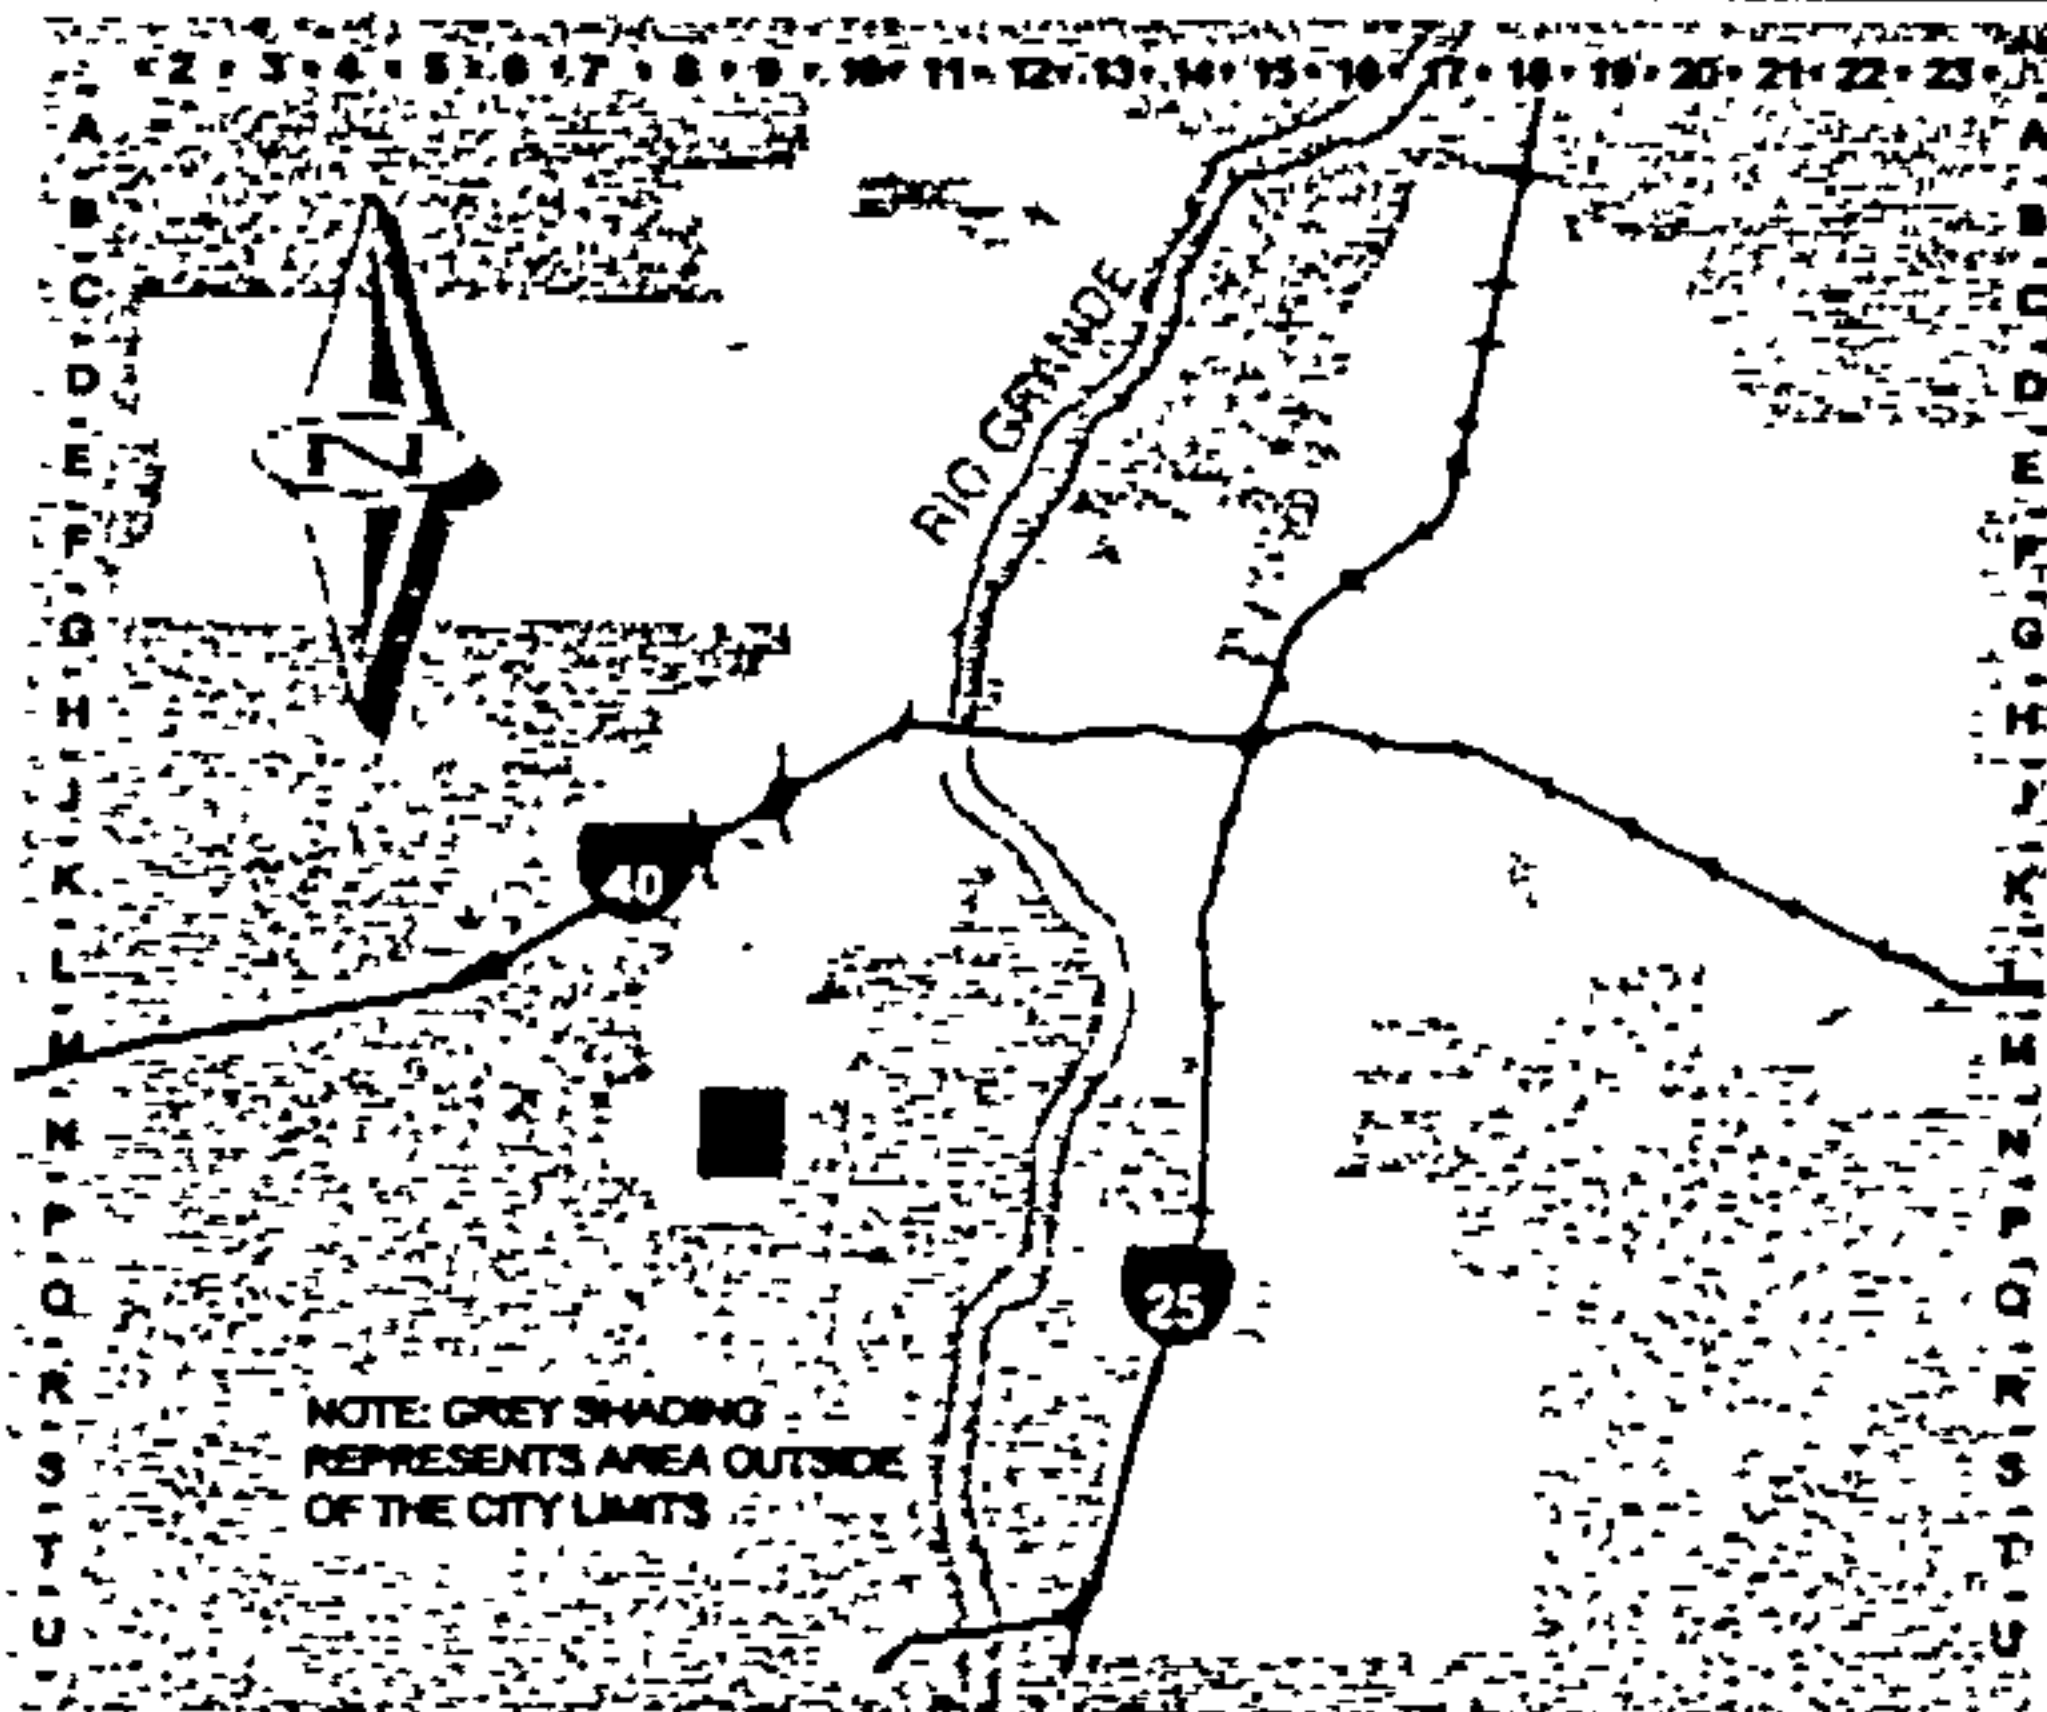 2 3 4 5 6 7 8 9 10 11 12 13 14 15 16 17 18 19 20 21 22 23
A A
B B
C C
D D
E E
F F
G G
H H
J J
K K
L L
M M
N N
P P
Q Q
R R
S S
T T
U U
N
RIO GRANDE
40
25
NOTE: GREY SHADING
REPRESENTS AREA OUTSIDE
OF THE CITY LIMITS